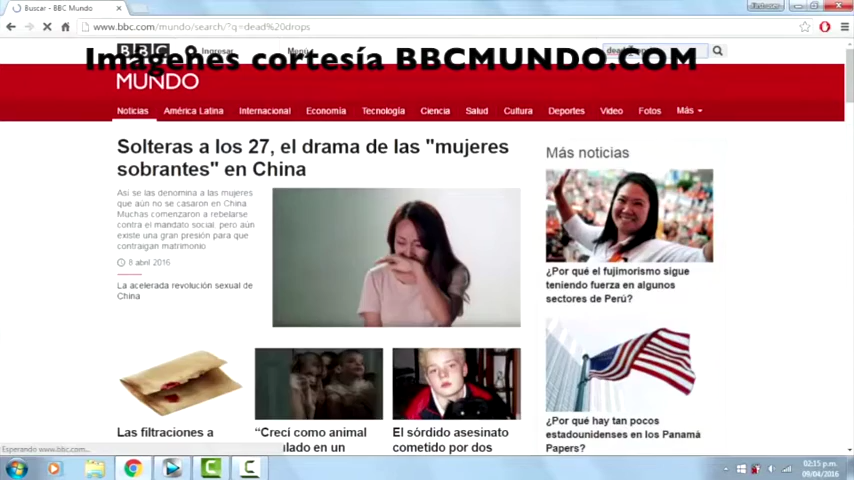 Buscar - BBC Mundo
www.bbc.com/mundo/search/?q=dead%20drops
BBC
Ingresar
Menú
Imágenes cortesía BBCMUNDO.COM
MUNDO
Noticias América Latina Internacional Economía Tecnología Ciencia Salud Cultura Deportes Video Fotos Más
Solteras a los 27, el drama de las "mujeres
sobrantes" en China
Así se las denomina a las mujeres
que aún no se casaron en China
Muchas comenzaron a rebelarse
contra el mandato social, pero aún
existe una gran presión para que
contraigan matrimonio
8 abril 2016
La acelerada revolución sexual de
China
Más noticias
¿Por qué el fujimorismo sigue
teniendo fuerza en algunos
sectores de Perú?
¿Por qué hay tan pocos
estadounidenses en los Panamá
Papers?
Las filtraciones a
“Crecí como animal
El sórdido asesinato
cometido por dos
Esperando www.bbc.com...
02:15 p.m.
09/04/2016